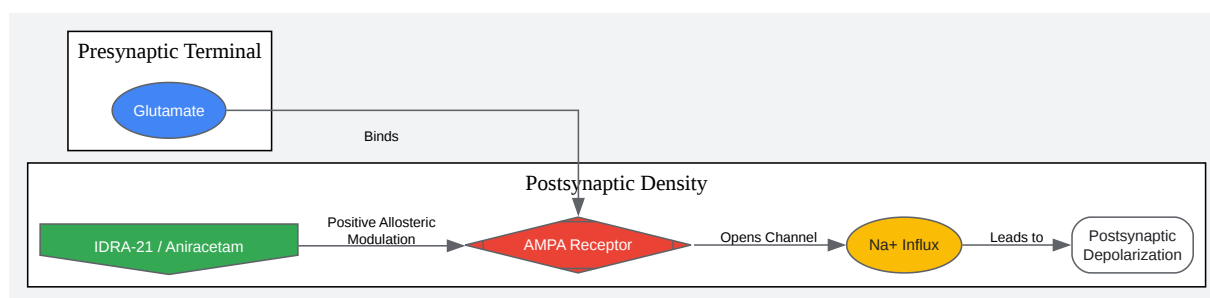 Presynaptic Terminal
Glutamate
Binds
Postsynaptic Density
IDRA-21 / Aniracetam
Positive Allosteric
Modulation
AMPA Receptor
Opens Channel
Na+ Influx
Leads to
Postsynaptic
Depolarization